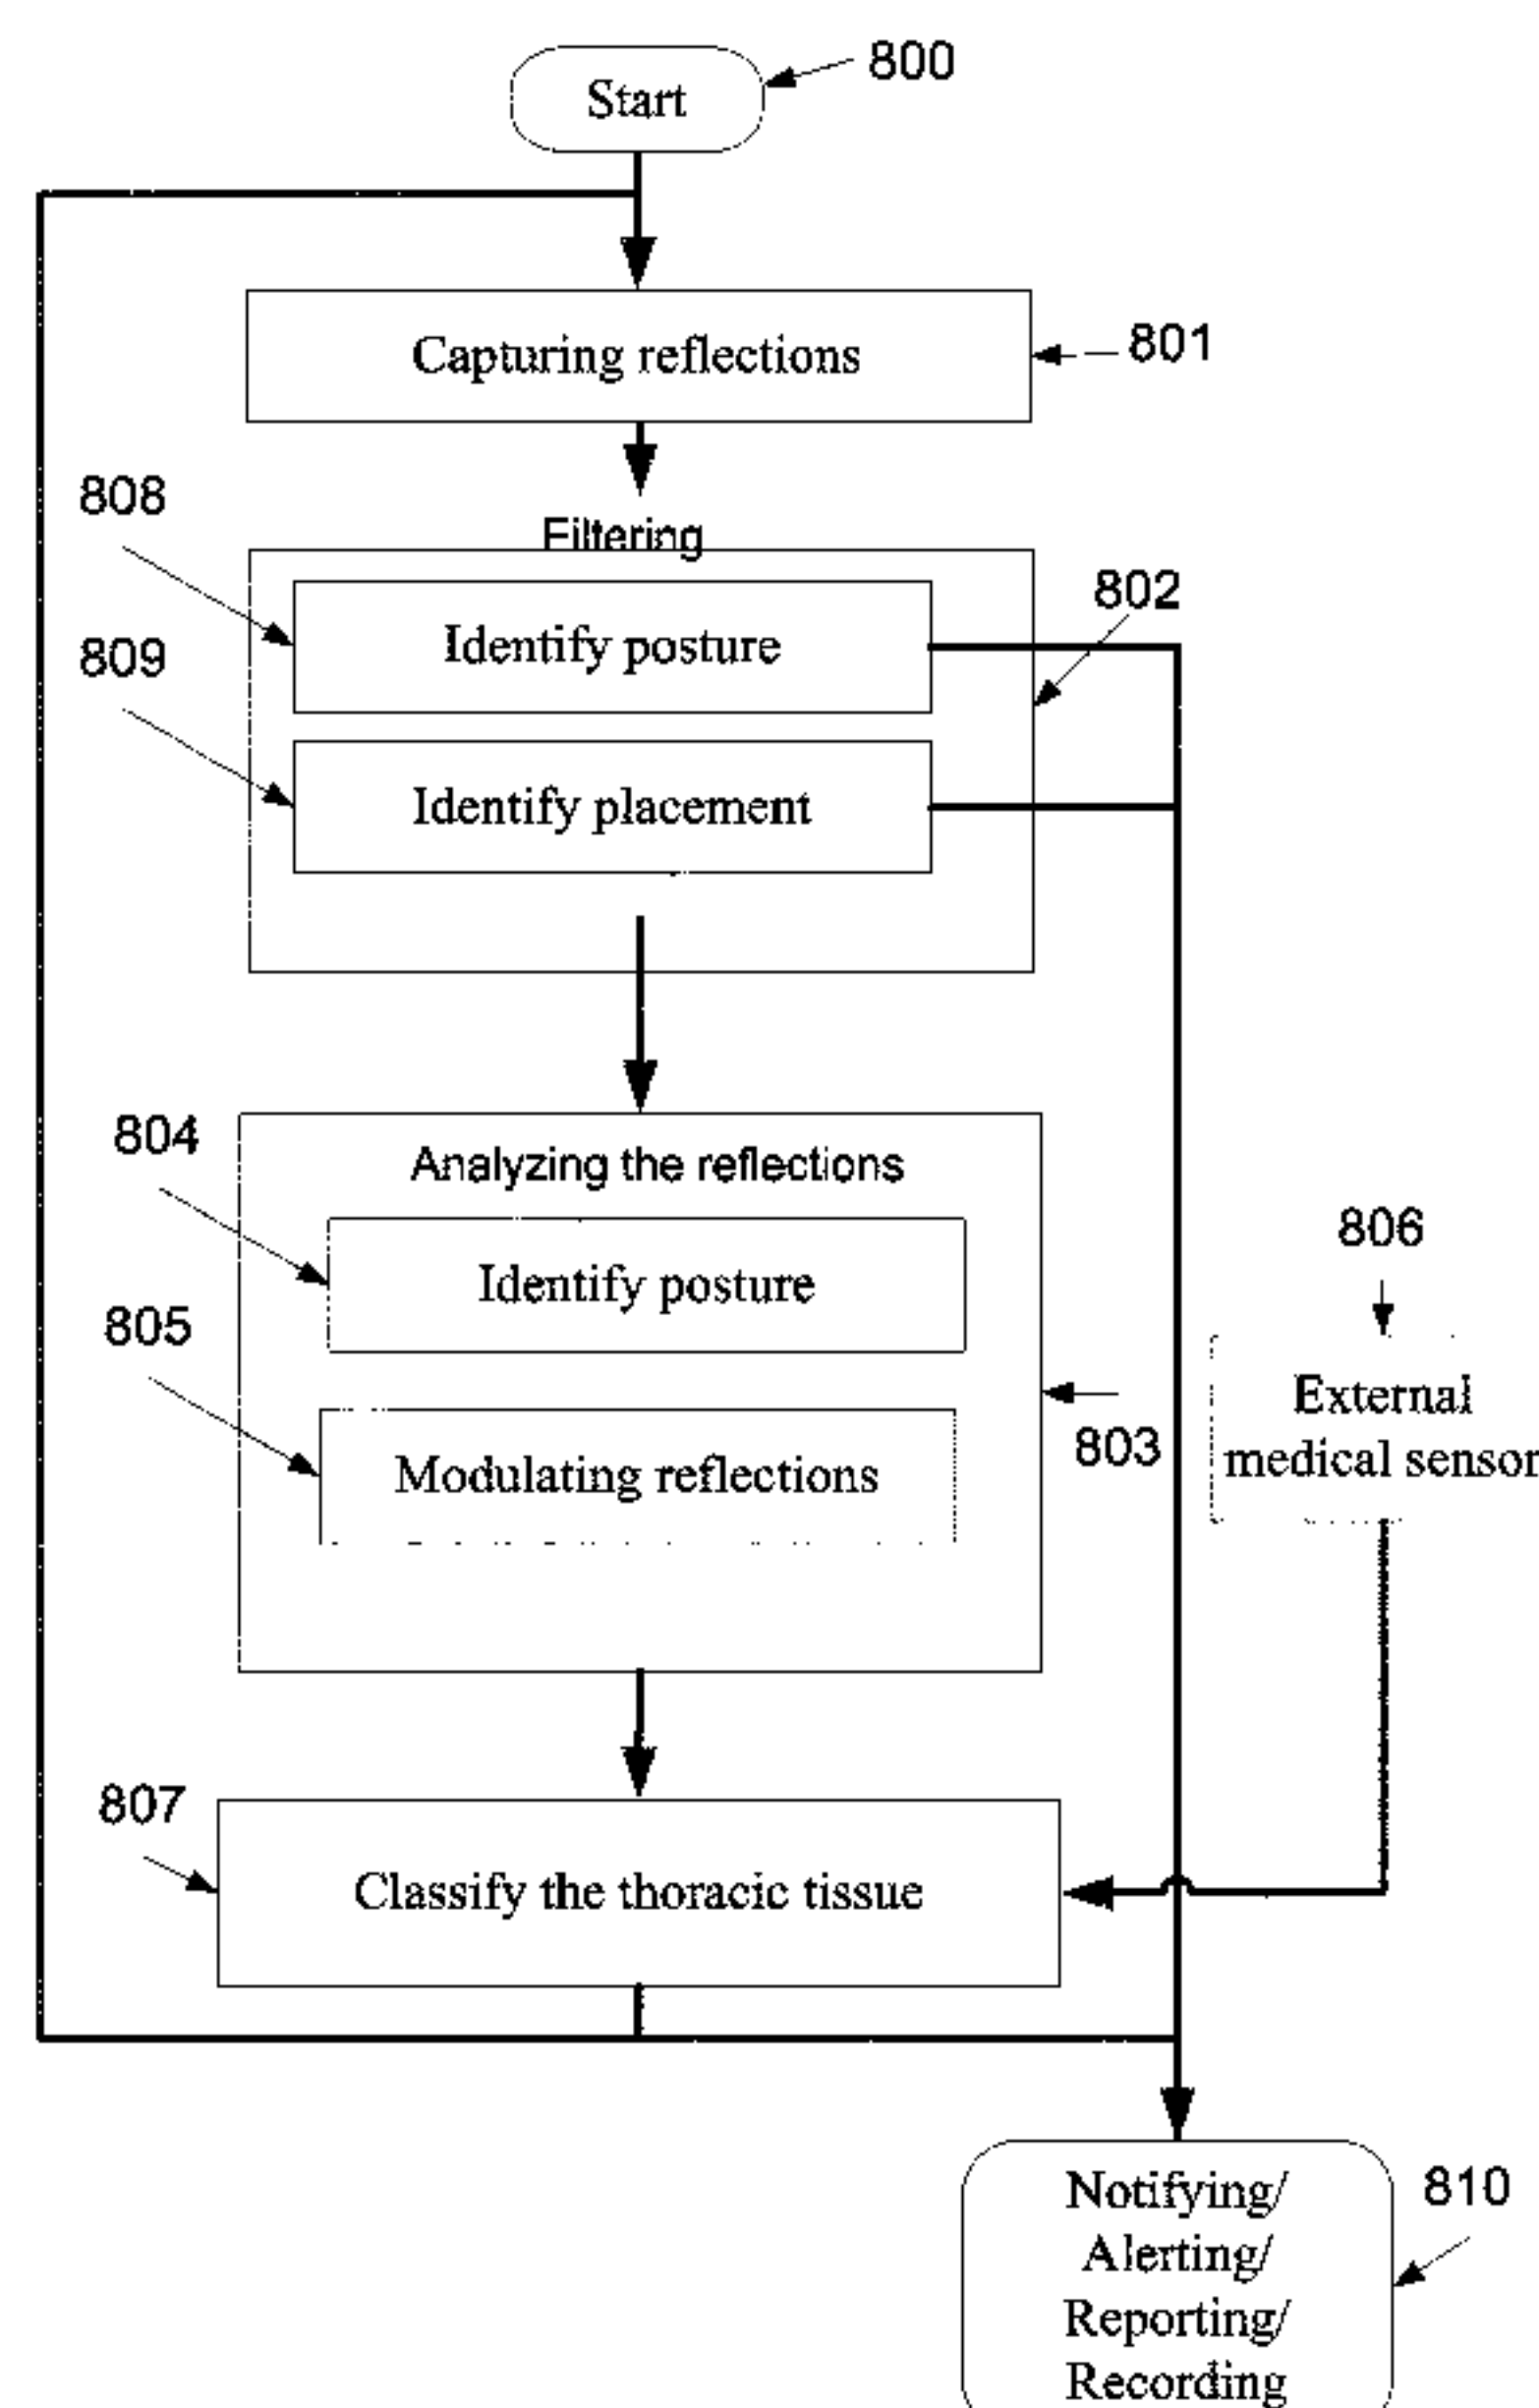 800
Start
Capturing reflections
801
808
Filtering
802
Identify posture
809
Identify placement
804
Analyzing the reflections
806
Identify posture
805
External
medical sensor
803
Modulating reflections
807
Classify the thoracic tissue
Notifying/
Alerting/
Reporting/
Recording
810